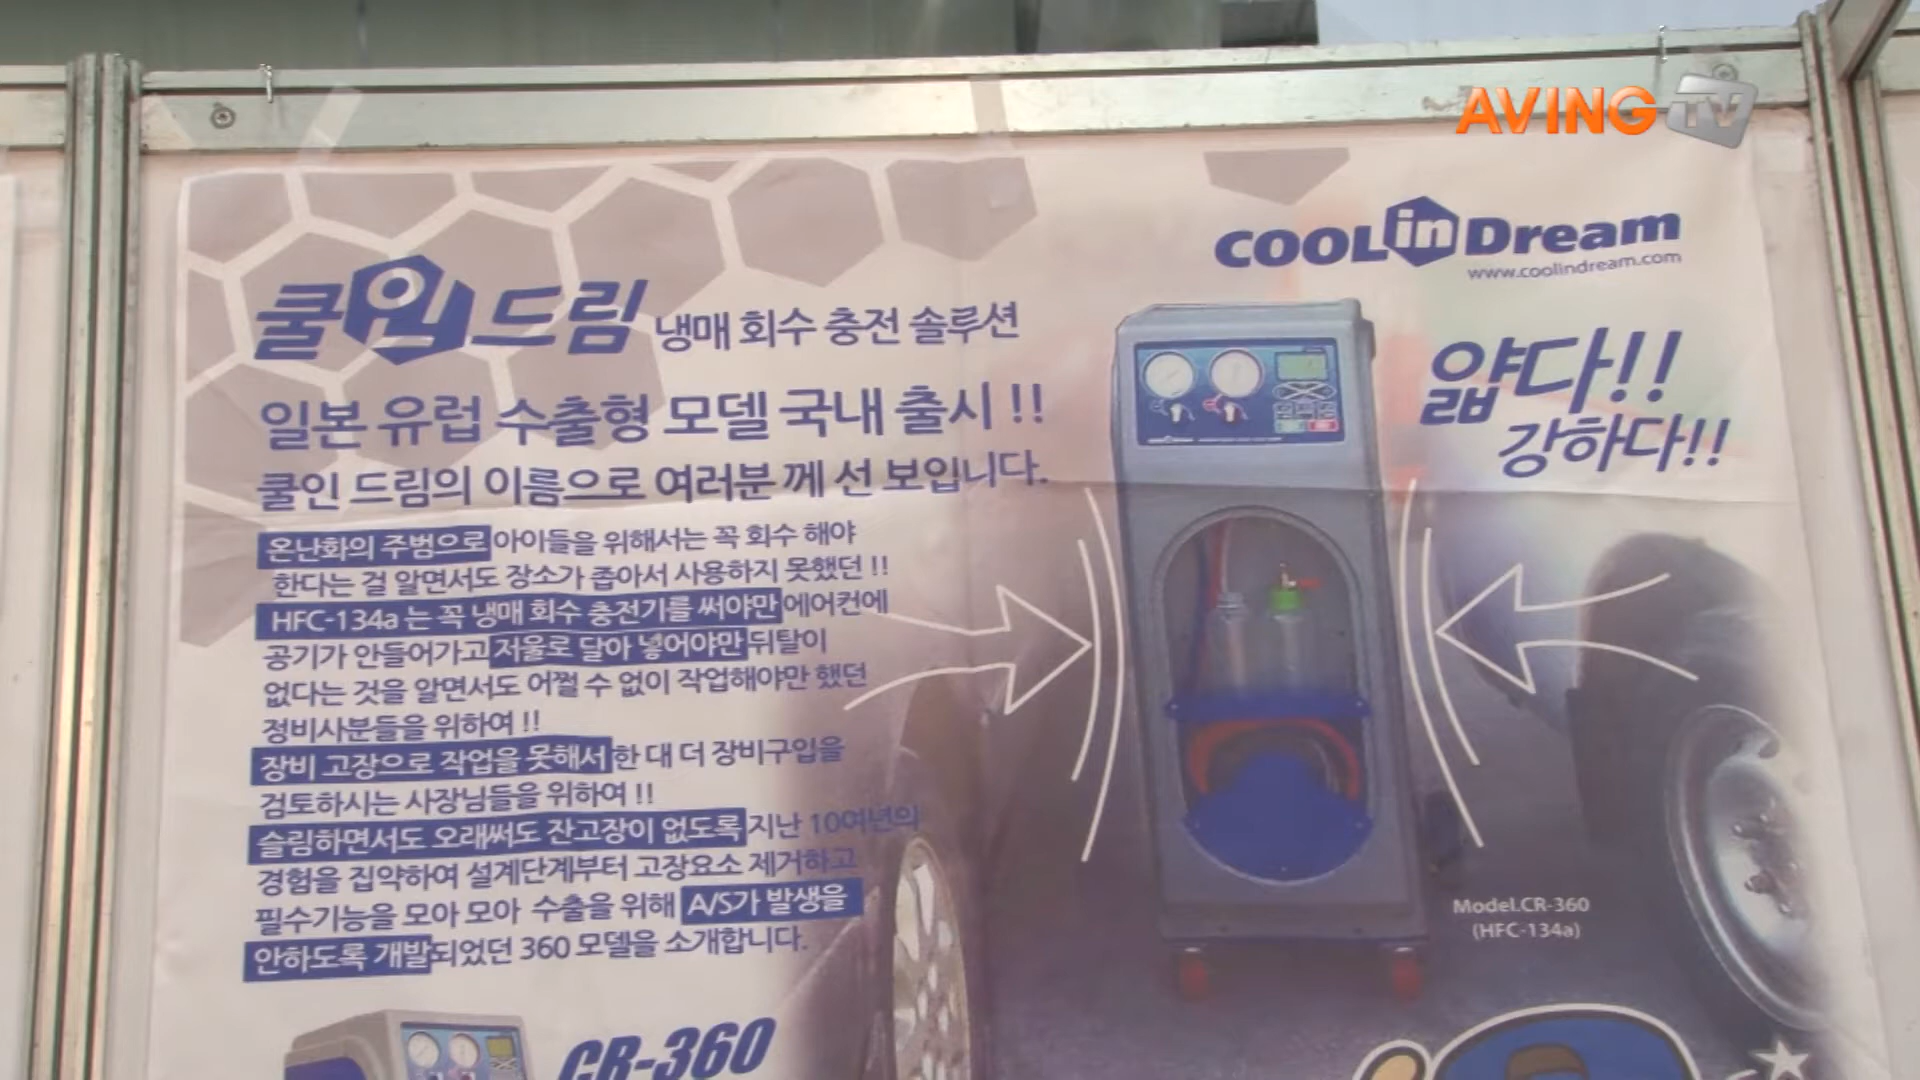 AVING TV
COOL in Dream
www.coolindream.com
쿨인드림 냉매 회수 충전 솔루션
일본 유럽 수출형 모델 국내 출시 !!
쿨인 드림의 이름으로 여러분 께 선 보입니다.
온난화의 주범으로 아이들을 위해서는 꼭 회수 해야
한다는 걸 알면서도 장소가 좁아서 사용하지 못했던 !!
HFC-134a 는 꼭 냉매 회수 충전기를 써야만 에어컨에
공기가 안들어가고 저울로 달아 넣어야만 뒤탈이
없다는 것을 알면서도 어쩔 수 없이 작업해야만 했던
정비사분들을 위하여 !!
장비 고장으로 작업을 못해서 한 대 더 장비구입을
검토하시는 사장님들을 위하여 !!
슬림하면서도 오래써도 잔고장이 없도록 지난 10여년의
경험을 집약하여 설계단계부터 고장요소 제거하고
필수기능을 모아 모아 수출을 위해 A/S가 발생을
안하도록 개발되었던 360 모델을 소개합니다.
CR-360
얇다!!
강하다!!
Model.CR-360
(HFC-134a)